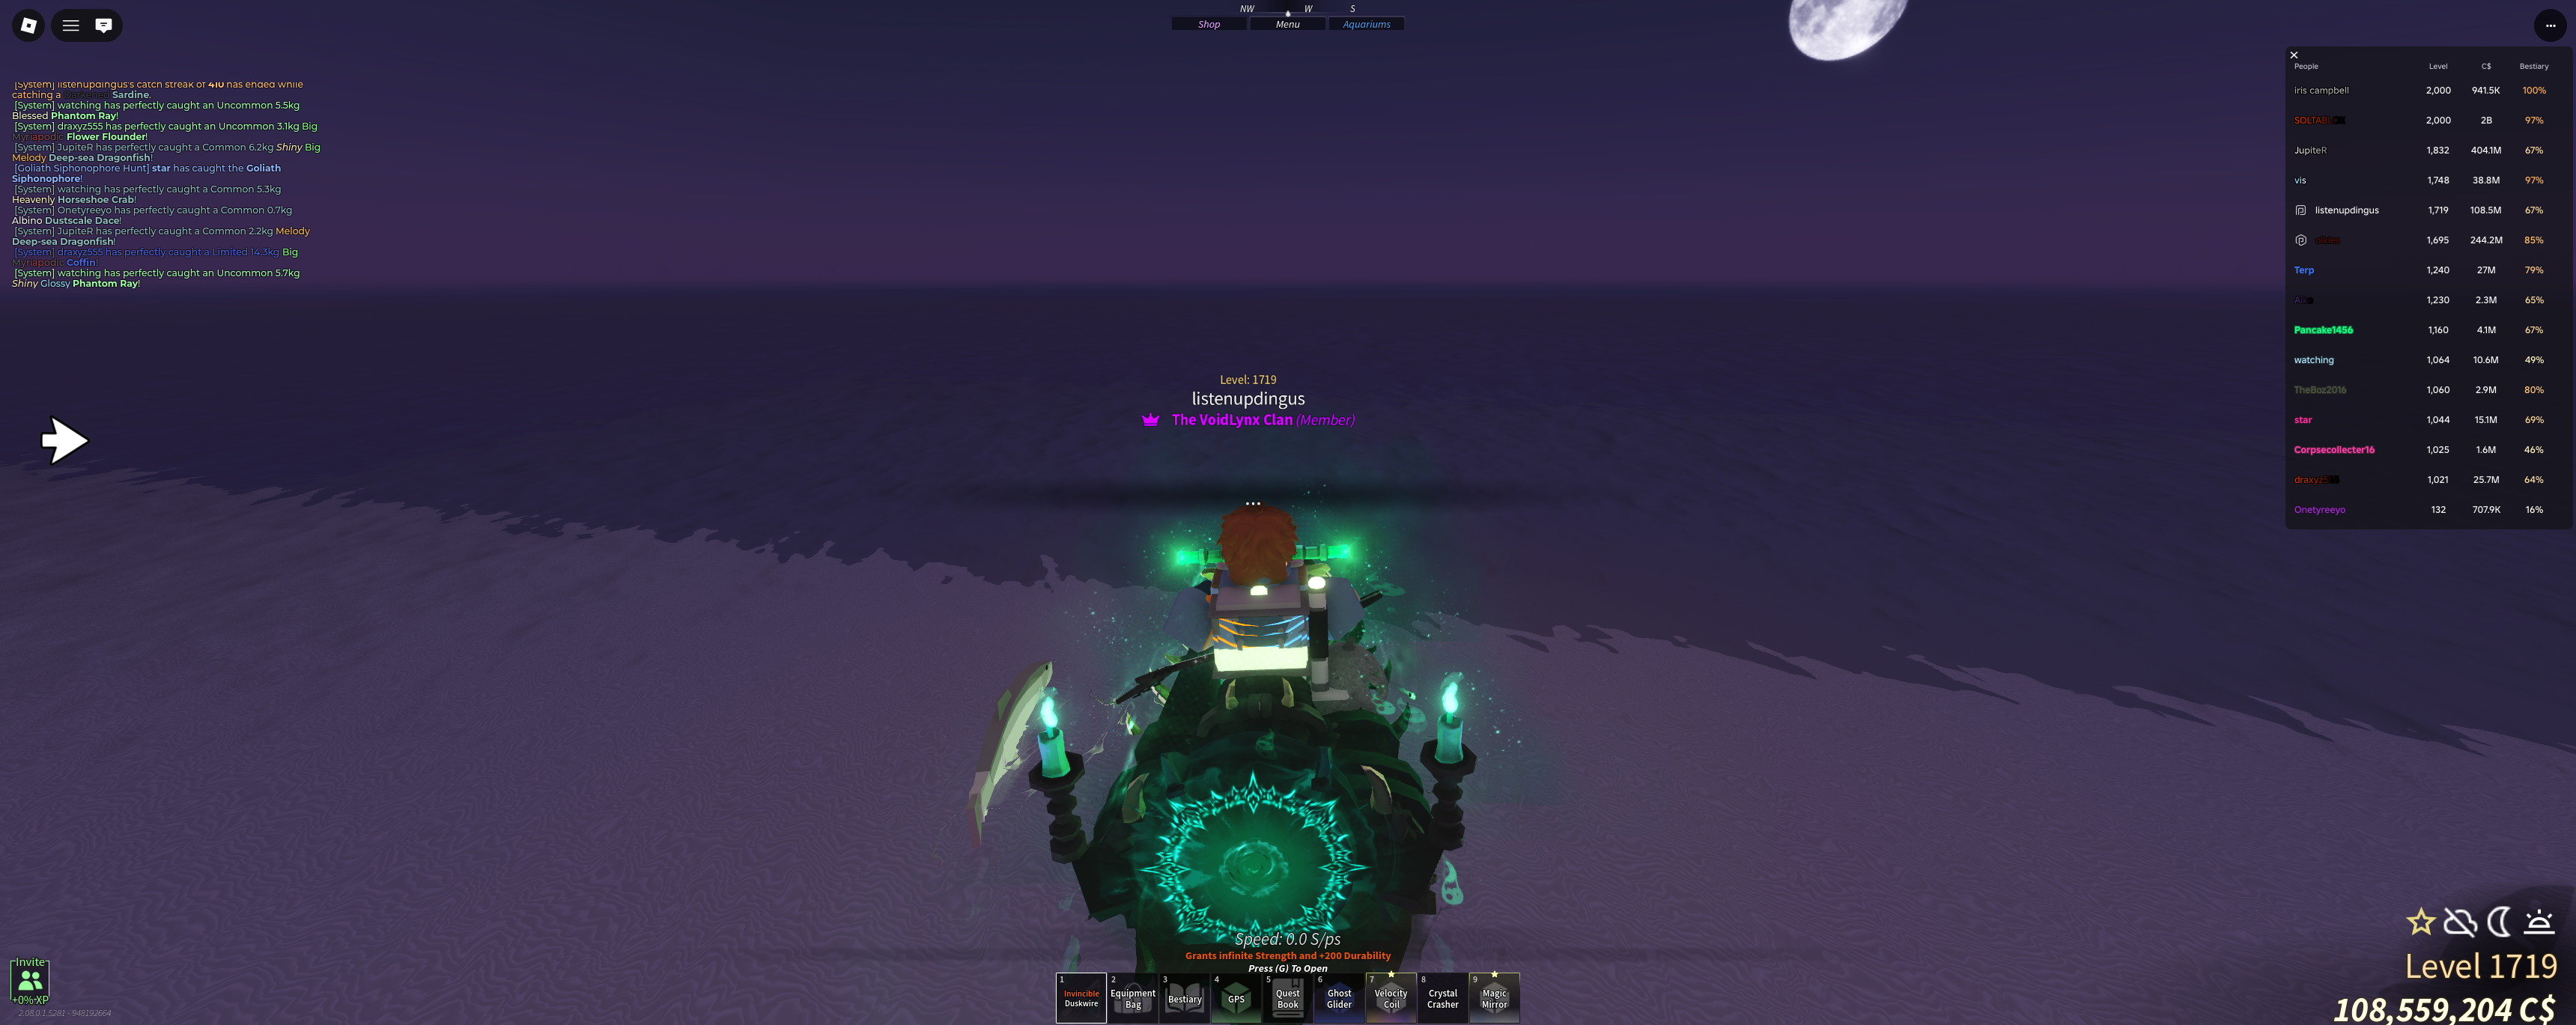 NW W S
Shop Menu Aquariums
[System] listenupdingus's catch streak of 410 has ended while
catching a Sardine.
[System] watching has perfectly caught an Uncommon 5.5kg
Blessed Phantom Ray!
[System] draxyz555 has perfectly caught an Uncommon 3.1kg Big
Myriapodic Flower Flounder!
[System] JupiteR has perfectly caught a Common 6.2kg Shiny Big
Melody Deep-sea Dragonfish!
[Goliath Siphonophore Hunt] star has caught the Goliath
Siphonophore!
[System] watching has perfectly caught a Common 5.3kg
Heavenly Horseshoe Crab!
[System] Onetyreeyo has perfectly caught a Common 0.7kg
Albino Dustscale Dace!
[System] JupiteR has perfectly caught a Common 2.2kg Melody
Deep-sea Dragonfish!
[System] draxyz555 has perfectly caught a Limited 14.3kg Big
Myriapodic Coffin!
[System] watching has perfectly caught an Uncommon 5.7kg
Shiny Glossy Phantom Ray!
People Level C$ Bestiary
iris campbell 2,000 941.5K 100%
2,000 2B 97%
JupiteR 1,832 404.1M 67%
vis 1,748 38.8M 97%
listenupdingus 1,719 108.5M 67%
1,695 244.2M 85%
Terp 1,240 27M 79%
1,230 2.3M 65%
Pancake1456 1,160 4.1M 67%
watching 1,064 10.6M 49%
TheBoz2016 1,060 2.9M 80%
star 1,044 15.1M 69%
Corpsecollecter16 1,025 1.6M 46%
1,021 25.7M 64%
Onetyreeyo 132 707.9K 16%
Level: 1719
listenupdingus
The VoidLynx Clan (Member)
...
Speed: 0.0 S/ps
Grants infinite Strength and +200 Durability
Press (G) To Open
1 Invincible Duskwire
2 Equipment Bag
3 Bestiary
4 GPS
5 Quest Book
6 Ghost Glider
7 Velocity Coil
8 Crystal Crasher
9 Magic Mirror
Invite
+0% XP
2.08.0.1.5281 - 948192664
Level 1719
108,559,204 C$